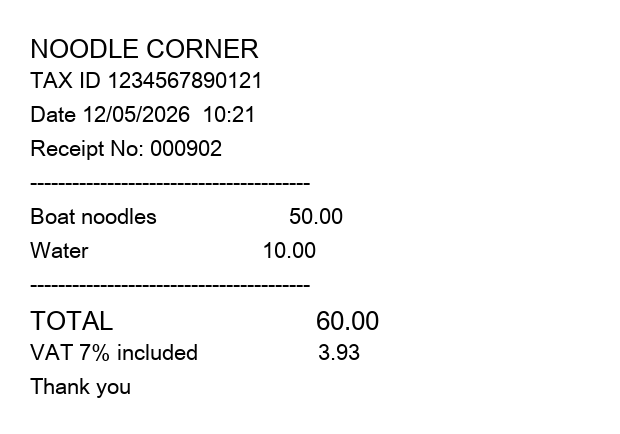 NOODLE CORNER
TAX ID 1234567890121
Date 12/05/2026  10:21
Receipt No: 000902
----------------------------------------
Boat noodles 50.00
Water 10.00
----------------------------------------
TOTAL 60.00
VAT 7% included 3.93
Thank you